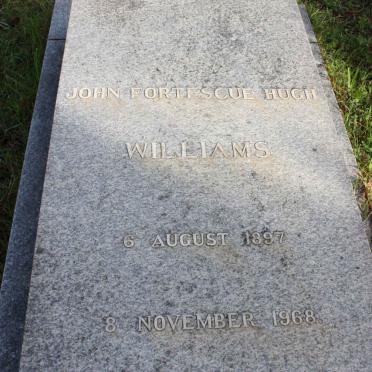 JOHN FORTESCUE HUGH
WILLIAMS
6 AUGUST 1897
8 NOVEMBER 1968